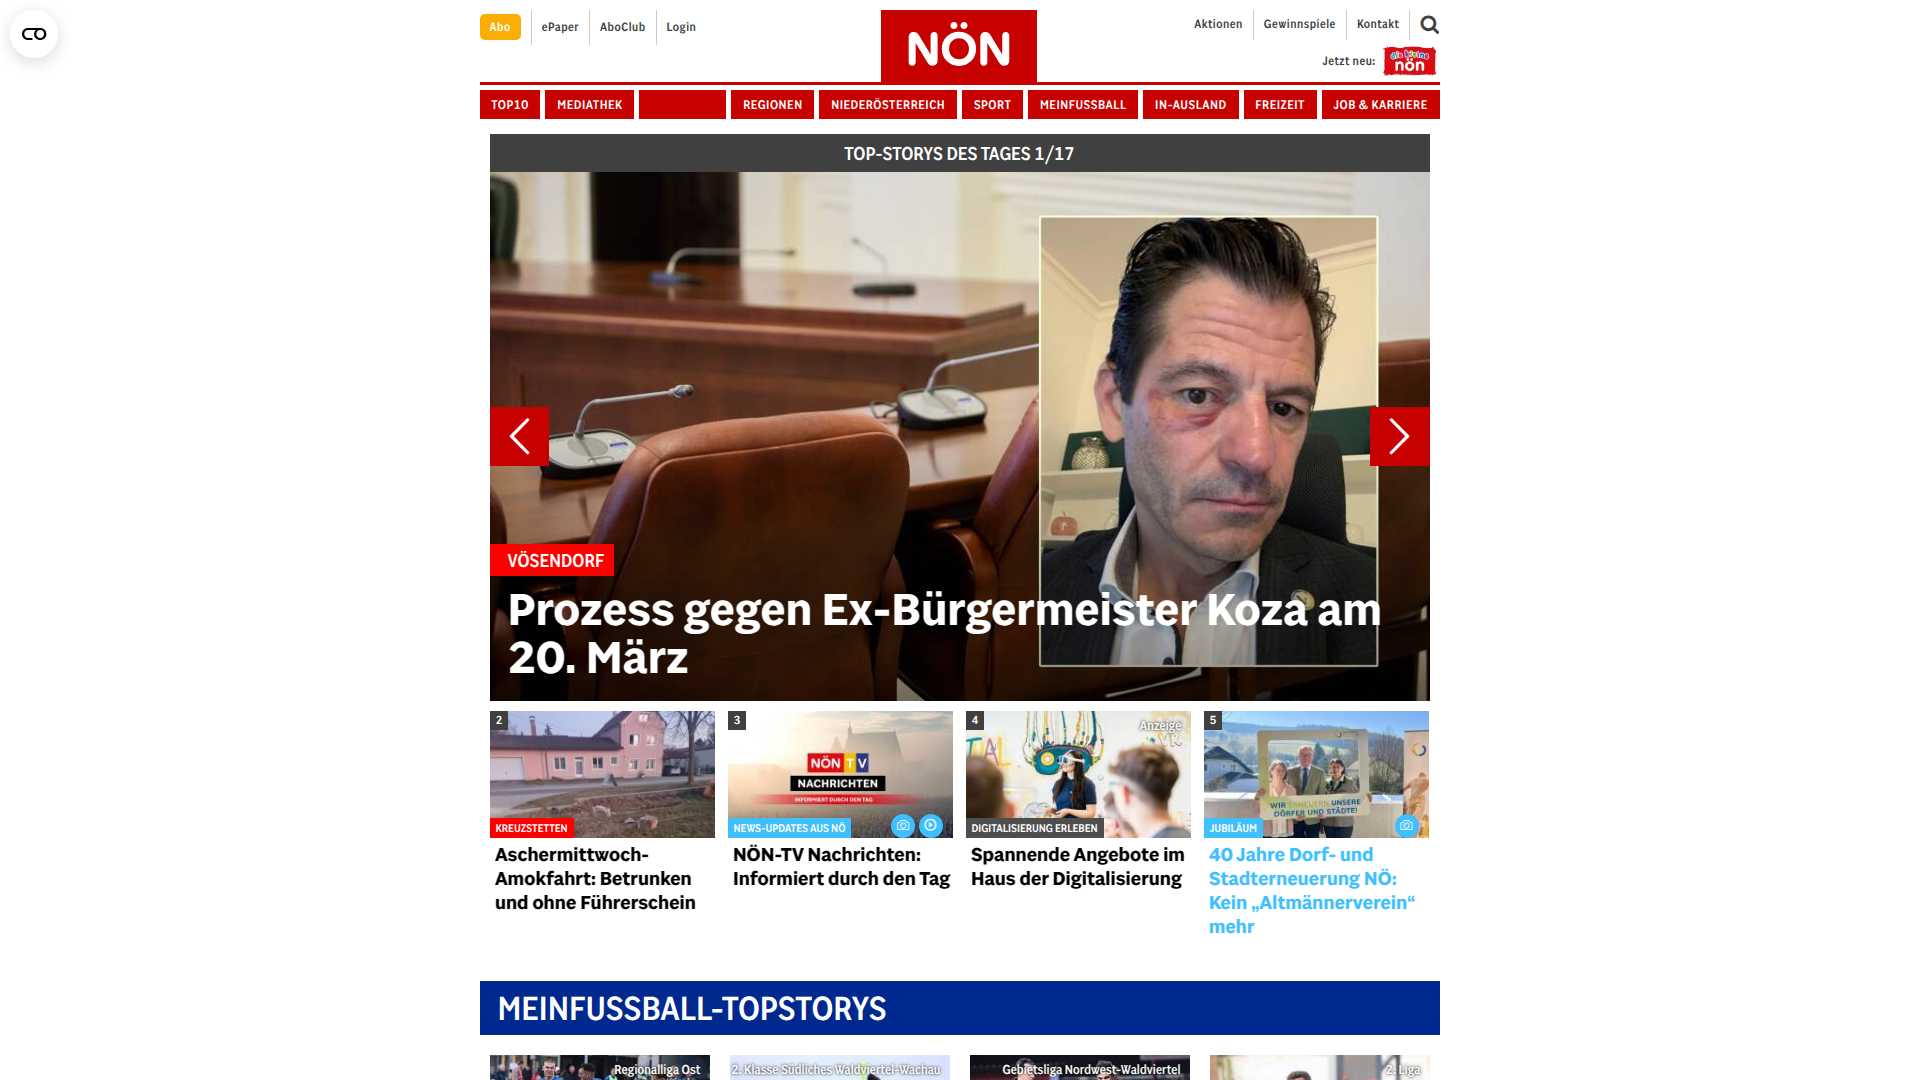 Abo
ePaper
AboClub
Login
NÖN
Aktionen
Gewinnspiele
Kontakt
Jetzt neu:
die kleine
nön
TOP10
MEDIATHEK
REGIONEN
NIEDERÖSTERREICH
SPORT
MEINFUSSBALL
IN-AUSLAND
FREIZEIT
JOB & KARRIERE
TOP-STORYS DES TAGES 1/17
VÖSENDORF
Prozess gegen Ex-Bürgermeister Koza am
20. März
2
KREUZSTETTEN
Aschermittwoch-
Amokfahrt: Betrunken
und ohne Führerschein
3
NÖN TV
NACHRICHTEN
INFORMIERT DURCH DEN TAG
NEWS-UPDATES AUS NÖ
NÖN-TV Nachrichten:
Informiert durch den Tag
4
Anzeige
DIGITALISIERUNG ERLEBEN
Spannende Angebote im
Haus der Digitalisierung
5
WIR ERNEUERN UNSERE
DÖRFER UND STÄDTE!
JUBILÄUM
40 Jahre Dorf- und
Stadterneuerung NÖ:
Kein „Altmännerverein“
mehr
MEINFUSSBALL-TOPSTORYS
Regionalliga Ost
2. Klasse Südliches Waldviertel-Wachau
Gebietsliga Nordwest-Waldviertel
2. Liga